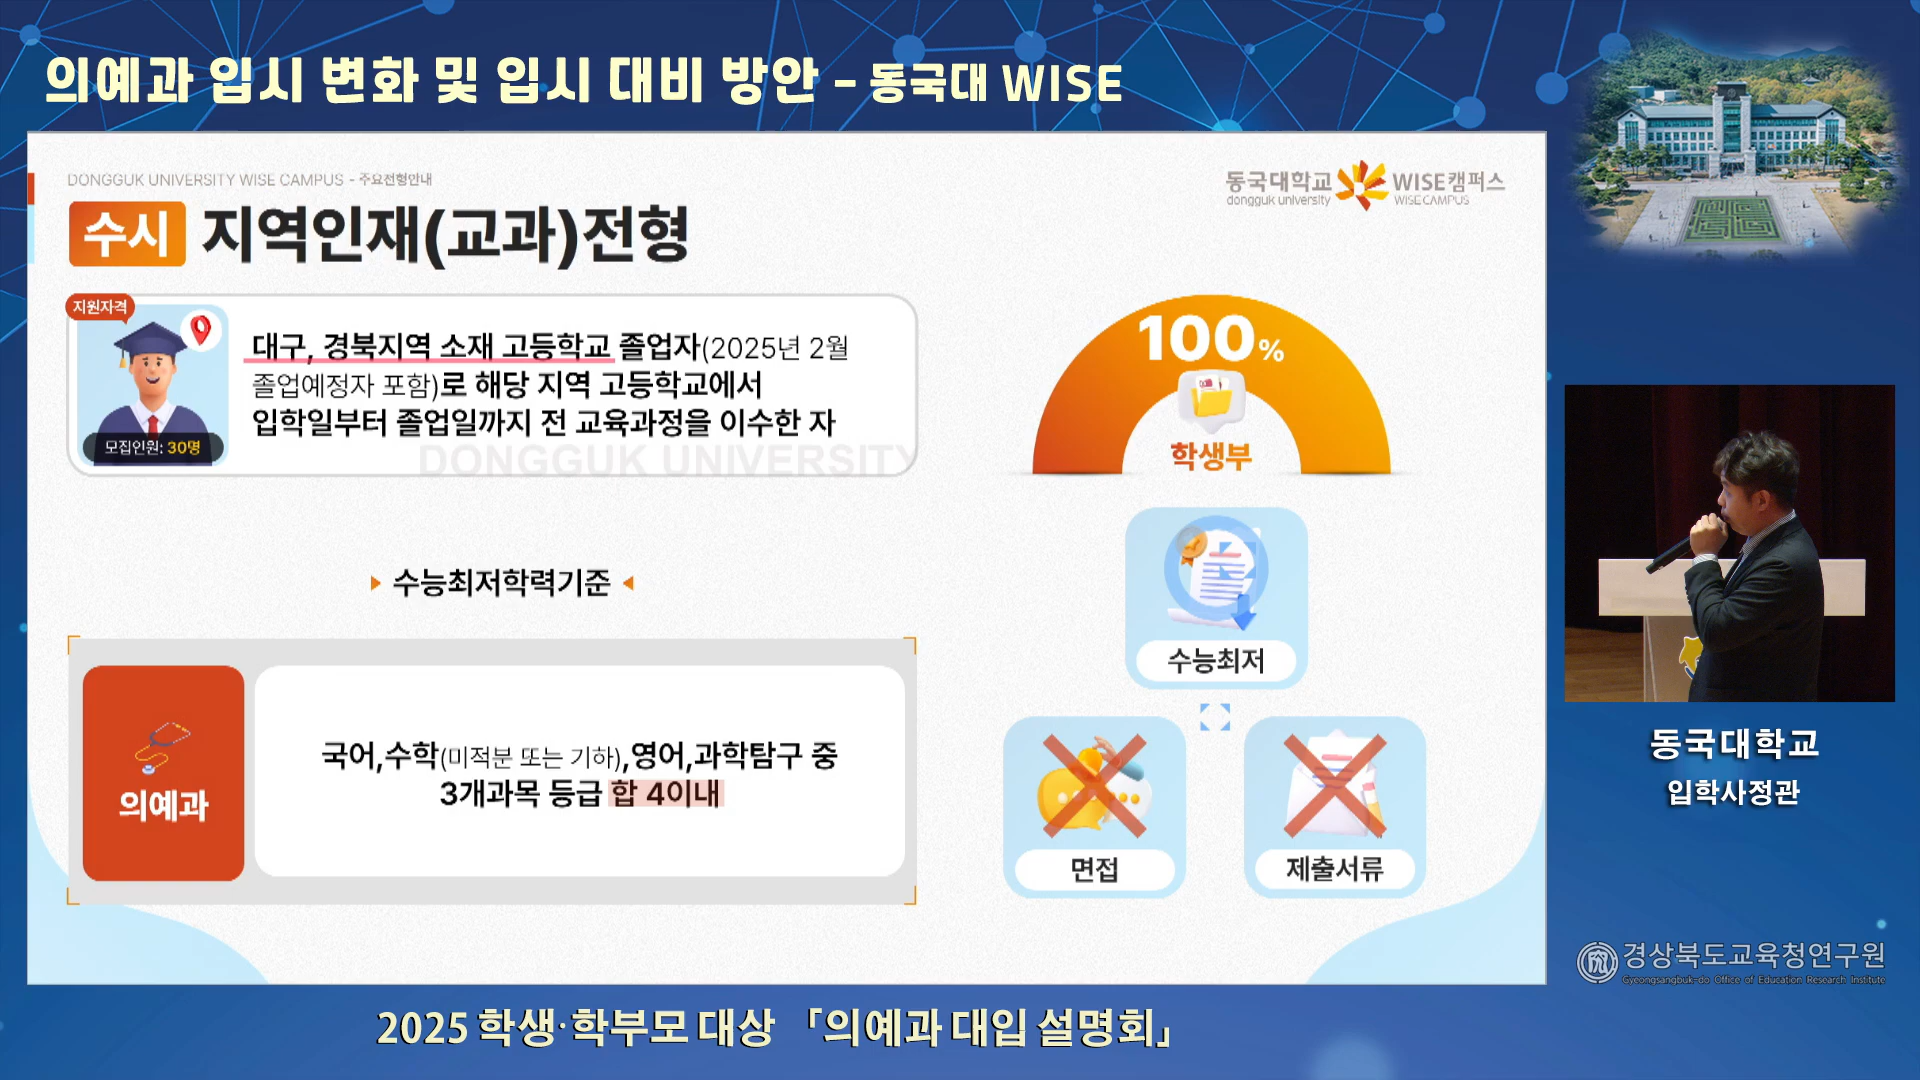 의예과 입시 변화 및 입시 대비 방안 - 동국대 WISE
DONGGUK UNIVERSITY WISE CAMPUS - 주요전형안내
동국대학교 WISE캠퍼스
dongguk university WISE CAMPUS
수시 지역인재(교과)전형
지원자격
대구, 경북지역 소재 고등학교 졸업자(2025년 2월
졸업예정자 포함)로 해당 지역 고등학교에서
입학일부터 졸업일까지 전 교육과정을 이수한 자
모집인원: 30명
DONGGUK UNIVERSITY
100%
학생부
수능최저학력기준
의예과
국어,수학(미적분 또는 기하),영어,과학탐구 중
3개과목 등급 합 4이내
수능최저
면접
제출서류
동국대학교
입학사정관
경상북도교육청연구원
Gyeongsangbuk-do Office of Education Research Institute
2025 학생·학부모 대상 「의예과 대입 설명회」